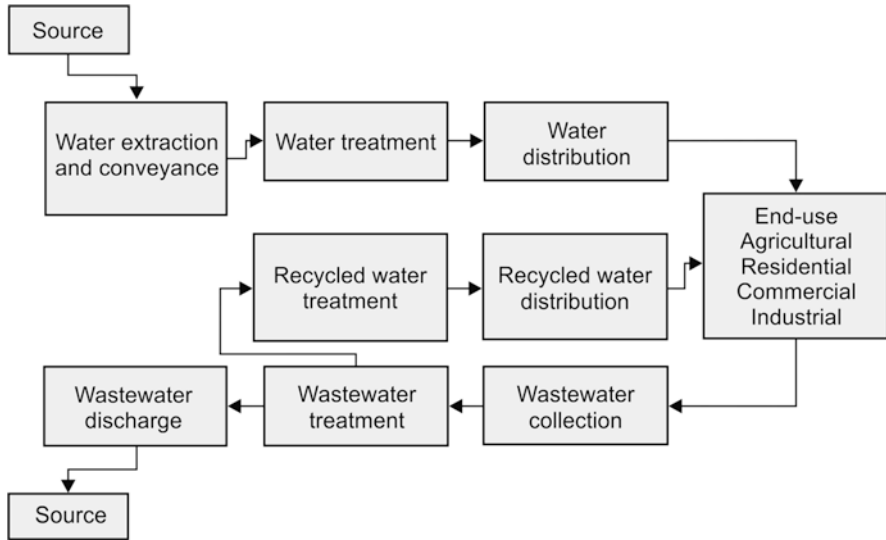 Source
Water extraction
and conveyance
Water treatment
Water
distribution
End-use
Agricultural
Residential
Commercial
Industrial
Recycled water
treatment
Recycled water
distribution
Wastewater
discharge
Wastewater
treatment
Wastewater
collection
Source